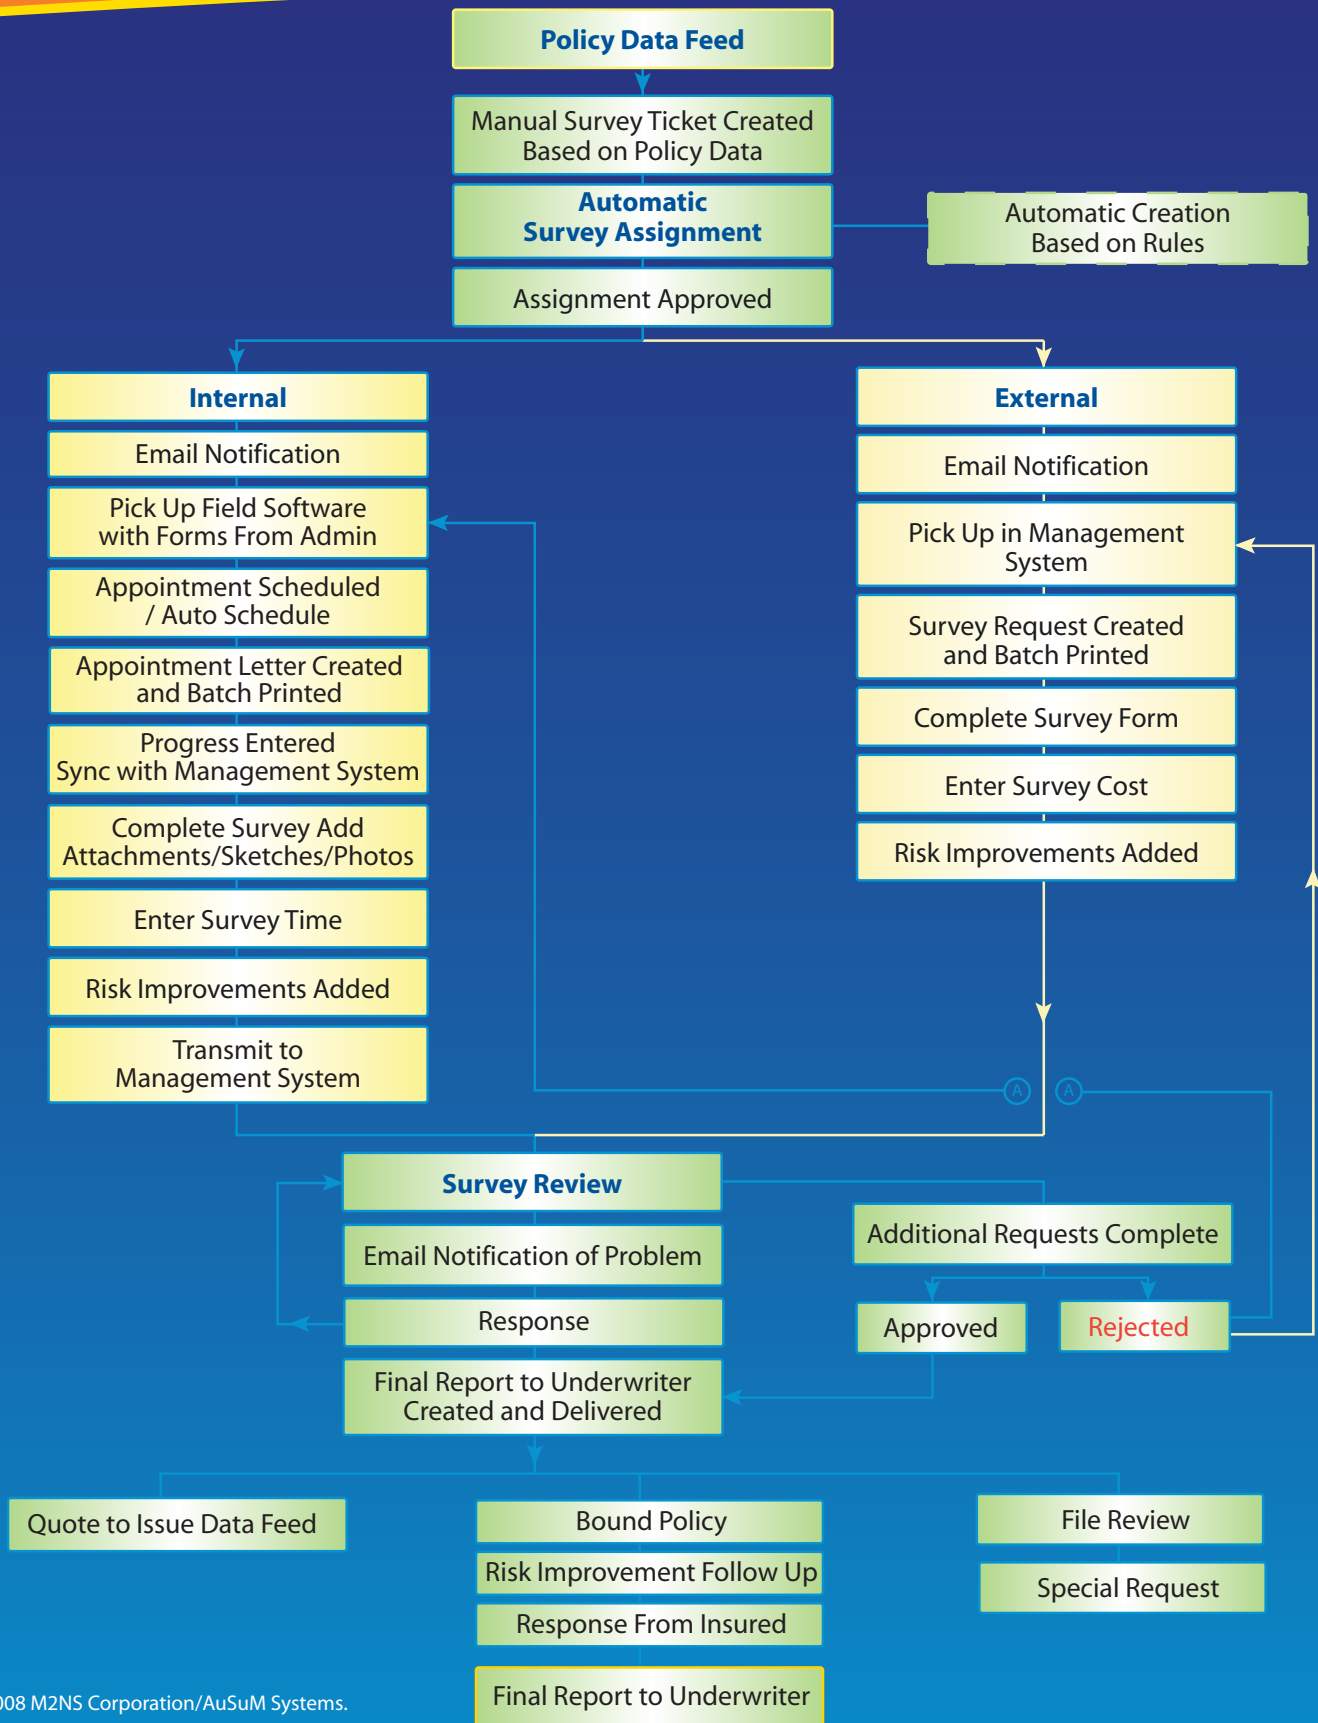 Policy Data Feed
Manual Survey Ticket Created
Based on Policy Data
Automatic
Survey Assignment
Automatic Creation
Based on Rules
Assignment Approved
Internal
Email Notification
Pick Up Field Software
with Forms From Admin
Appointment Scheduled
/ Auto Schedule
Appointment Letter Created
and Batch Printed
Progress Entered
Sync with Management System
Complete Survey Add
Attachments/Sketches/Photos
Enter Survey Time
Risk Improvements Added
Transmit to
Management System
External
Email Notification
Pick Up in Management
System
Survey Request Created
and Batch Printed
Complete Survey Form
Enter Survey Cost
Risk Improvements Added
A
A
Survey Review
Email Notification of Problem
Response
Final Report to Underwriter
Created and Delivered
Additional Requests Complete
Approved
Rejected
Quote to Issue Data Feed
Bound Policy
Risk Improvement Follow Up
Response From Insured
Final Report to Underwriter
File Review
Special Request
008 M2NS Corporation/AuSuM Systems.